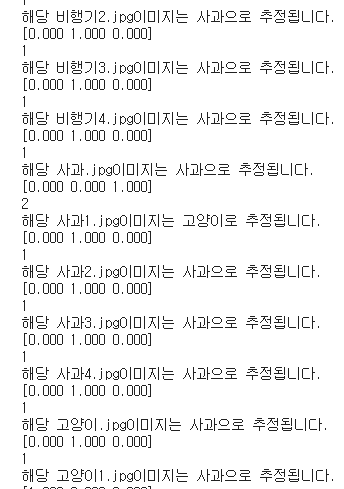 해당 비행기2.jpg이미지는 사과으로 추정됩니다.
[0.000 1.000 0.000]
1
해당 비행기3.jpg이미지는 사과으로 추정됩니다.
[0.000 1.000 0.000]
1
해당 비행기4.jpg이미지는 사과으로 추정됩니다.
[0.000 1.000 0.000]
1
해당 사과.jpg이미지는 사과으로 추정됩니다.
[0.000 0.000 1.000]
2
해당 사과1.jpg이미지는 고양이로 추정됩니다.
[0.000 1.000 0.000]
1
해당 사과2.jpg이미지는 사과으로 추정됩니다.
[0.000 1.000 0.000]
1
해당 사과3.jpg이미지는 사과으로 추정됩니다.
[0.000 1.000 0.000]
1
해당 사과4.jpg이미지는 사과으로 추정됩니다.
[0.000 1.000 0.000]
1
해당 고양이.jpg이미지는 사과으로 추정됩니다.
[0.000 1.000 0.000]
1
해당 고양이1.jpg이미지는 사과으로 추정됩니다.